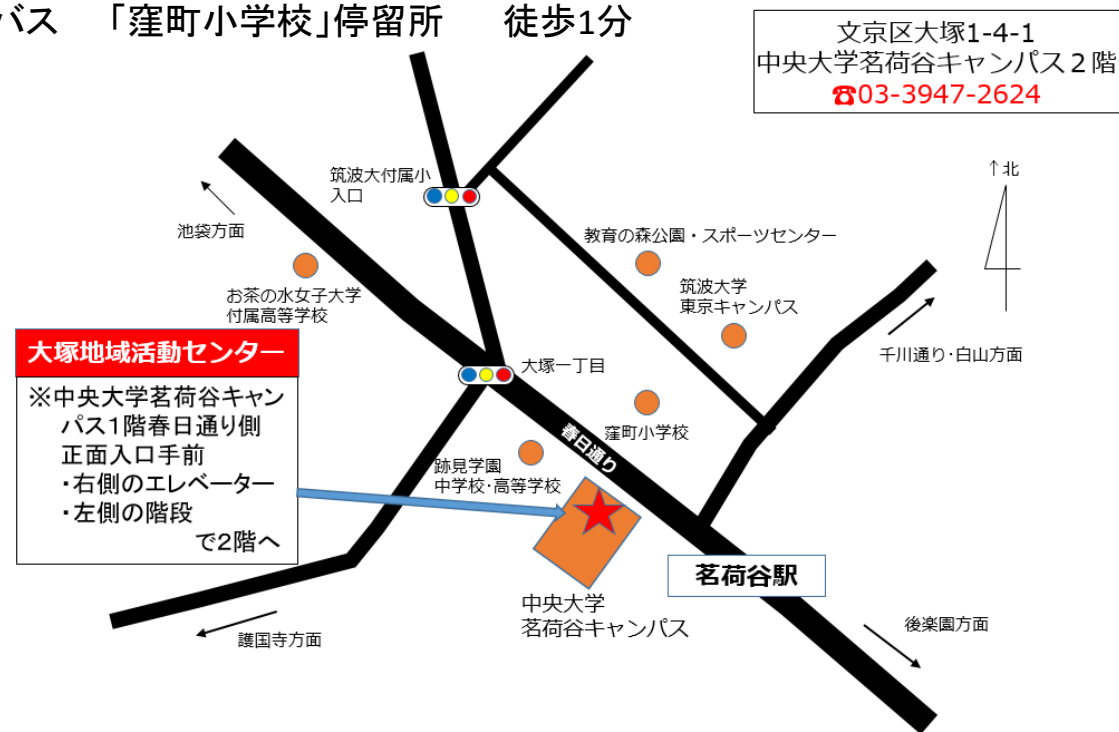 バス　「窪町小学校」停留所　　徒歩1分
文京区大塚1-4-1
中央大学茗荷谷キャンパス２階
☎03-3947-2624
↑北
筑波大付属小
入口
池袋方面
教育の森公園・スポーツセンター
お茶の水女子大学
付属高等学校
筑波大学
東京キャンパス
千川通り・白山方面
大塚一丁目
大塚地域活動センター
※中央大学茗荷谷キャン
パス1階春日通り側
正面入口手前
・右側のエレベーター
・左側の階段
で2階へ
窪町小学校
春日通り
跡見学園
中学校・高等学校
茗荷谷駅
中央大学
茗荷谷キャンパス
護国寺方面
後楽園方面